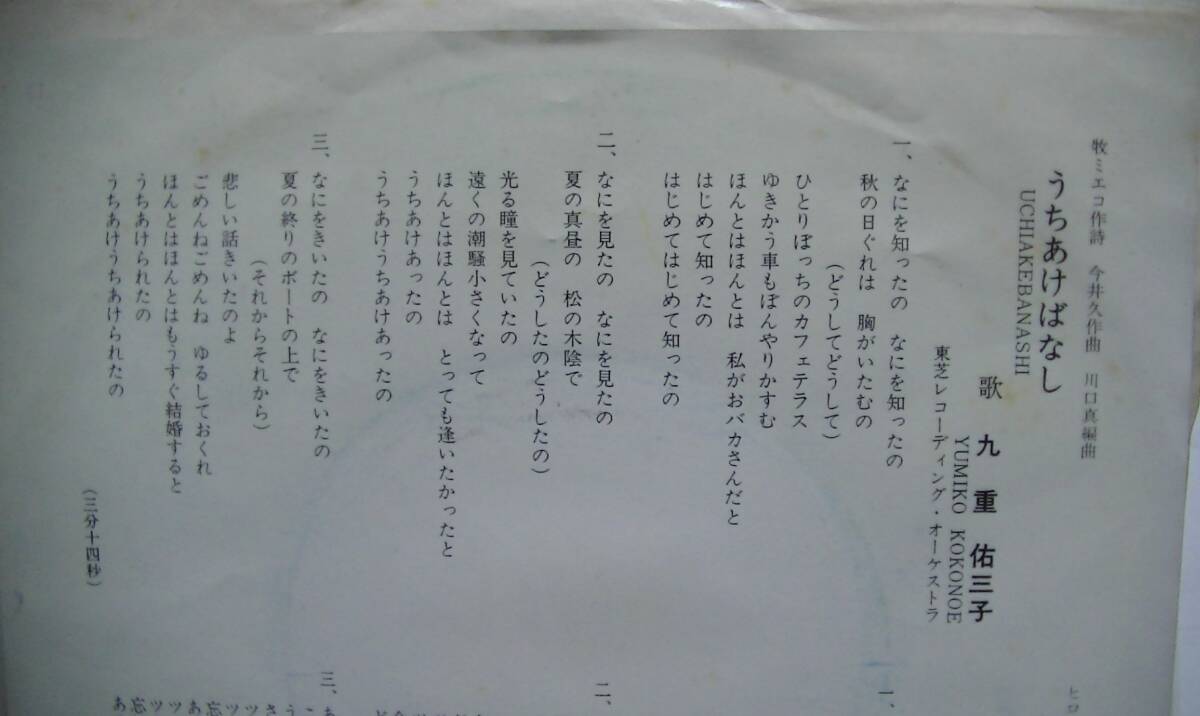 牧ミエコ作詩　今井久作曲　川口真編曲
うちあけばなし
UCHIAKEBANASHI
歌　九重佑三子
YUMIKO KOKONOE
東芝レコーディング・オーケストラ
一、なにを知ったの　なにを知ったの
秋の日ぐれは　胸がいたむの
（どうしてどうして）
ひとりぼっちのカフェテラス
ゆきかう車もぼんやりかすむ
ほんとはほんとは　私がおバカさんだと
はじめて知ったの
はじめてはじめて知ったの
二、なにを見たの　なにを見たの
夏の真昼の　松の木陰で
（どうしたのどうしたの）
光る瞳を見ていたの
遠くの潮騒小さくなって
ほんとはほんとは　とっても逢いたかったと
うちあけあったの
うちあけうちあけあったの
三、なにをきいたの　なにをきいたの
夏の終りのボートの上で
（それからそれから）
悲しい話きいたのよ
ごめんねごめんね　ゆるしておくれ
ほんとはほんとはもうすぐ結婚すると
うちあけられたの
うちあけうちあけられたの
（三分十四秒）
ヒロ
一、
二、
三、